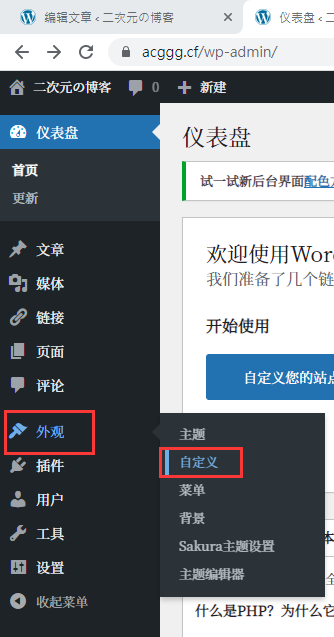 编辑文章 ‹ 二次元の博客
仪表盘 ‹ 二
acggg.cf/wp-admin/
二次元の博客 0 新建
仪表盘
首页
更新
文章
媒体
链接
页面
评论
外观
插件
用户
工具
设置
收起菜单
仪表盘
试一试新后台界面配色方
欢迎使用Wor
我们准备了几个链
开始使用
自定义您的站点
主题
自定义
菜单
背景
Sakura主题设置
主题编辑器
体
全
什么是PHP？为什么它